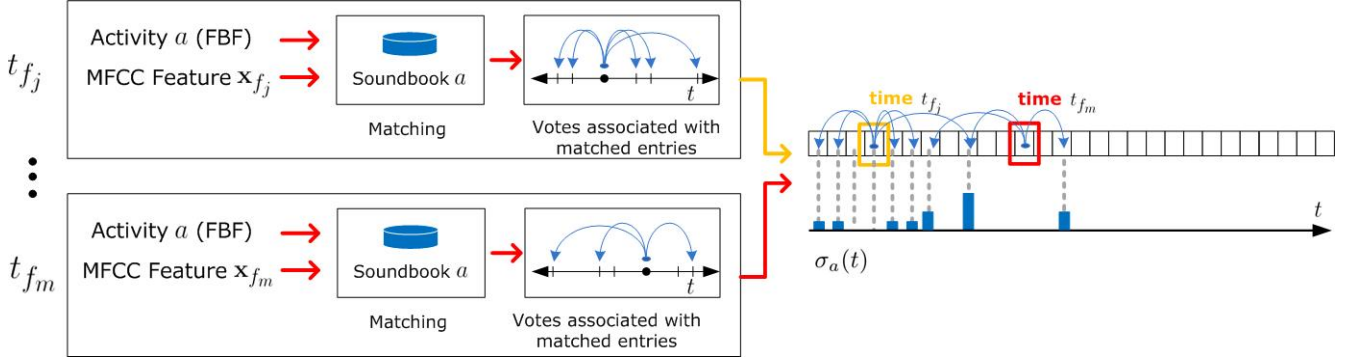 t_{f_j}
Activity a (FBF)
MFCC Feature x_{f_j}
Soundbook a
Matching
t
Votes associated with
matched entries
t_{f_m}
Activity a (FBF)
MFCC Feature x_{f_m}
Soundbook a
Matching
t
Votes associated with
matched entries
time t_{f_j}
time t_{f_m}
t
σ_a(t)